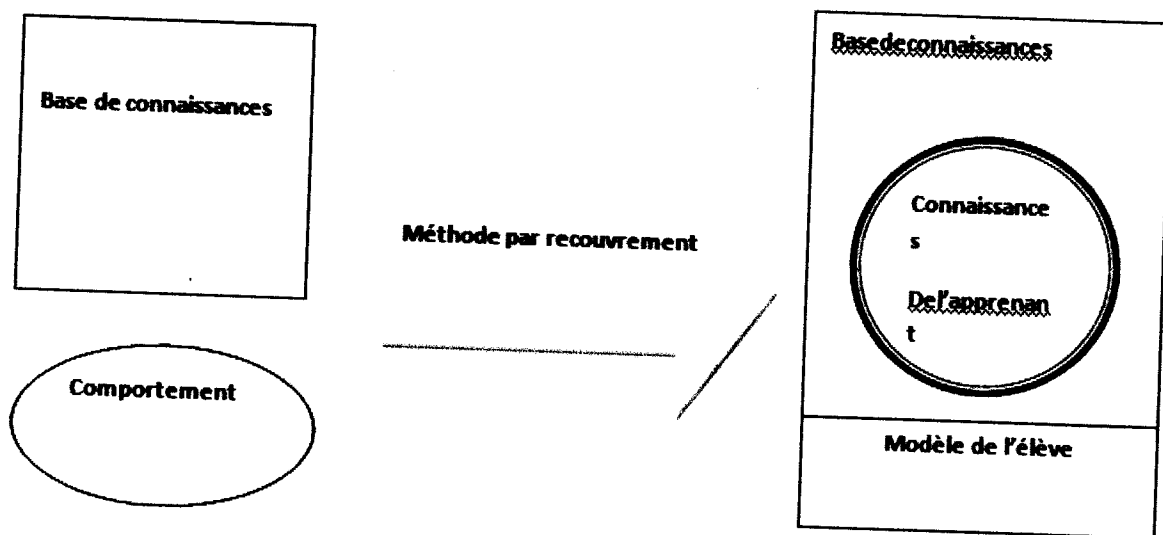 Base de connaissances
Comportement
Méthode par recouvrement
Basedeconnaissances
Connaissance
s
Del'apprenan
t
Modèle de l'élève